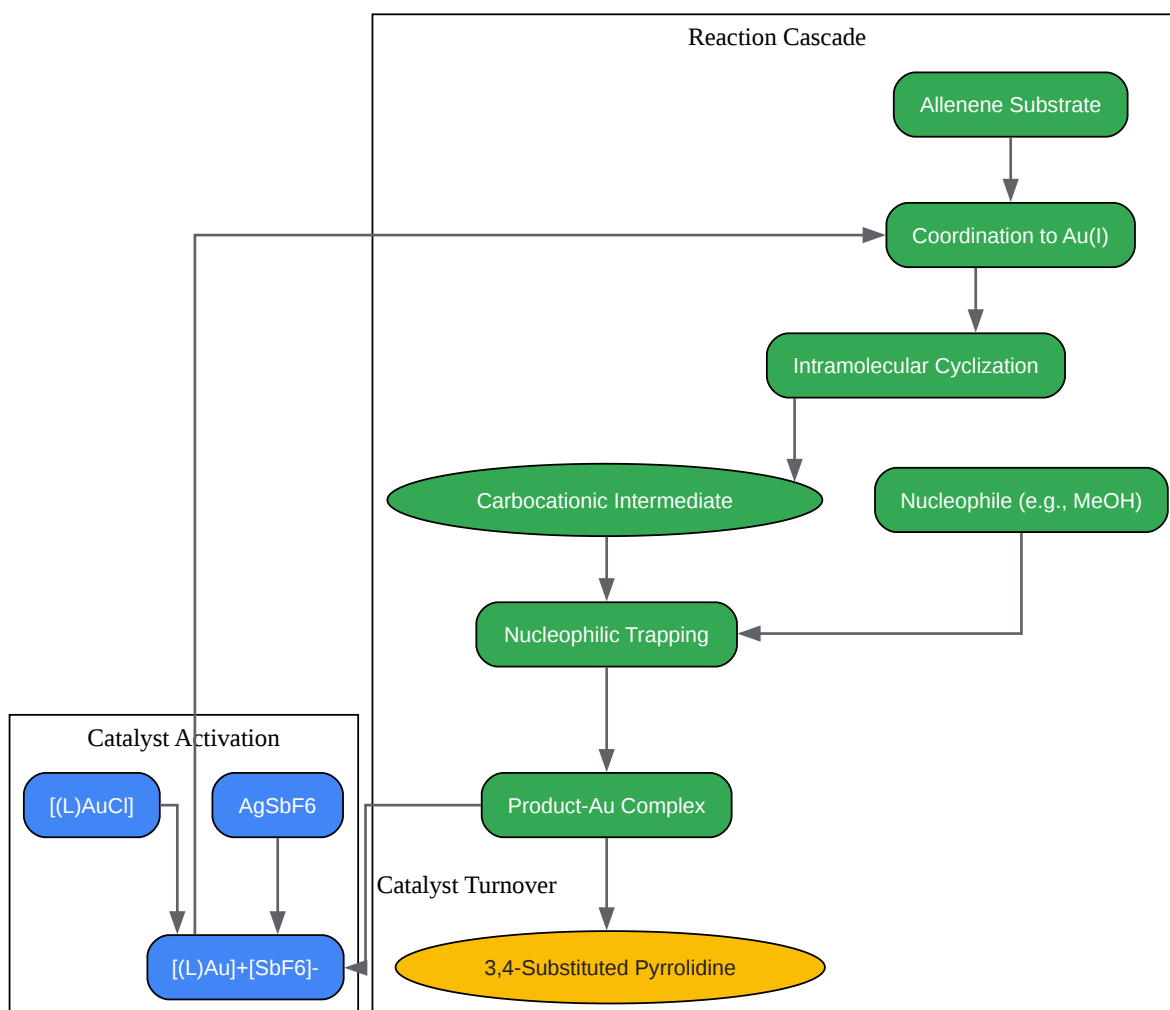 Reaction Cascade
Allenene Substrate
Coordination to Au(I)
Intramolecular Cyclization
Carbocationic Intermediate
Nucleophile (e.g., MeOH)
Nucleophilic Trapping
Catalyst Activation
[(L)AuCl]
AgSbF6
Product-Au Complex
Catalyst Turnover
[(L)Au]+[SbF6]-
3,4-Substituted Pyrrolidine